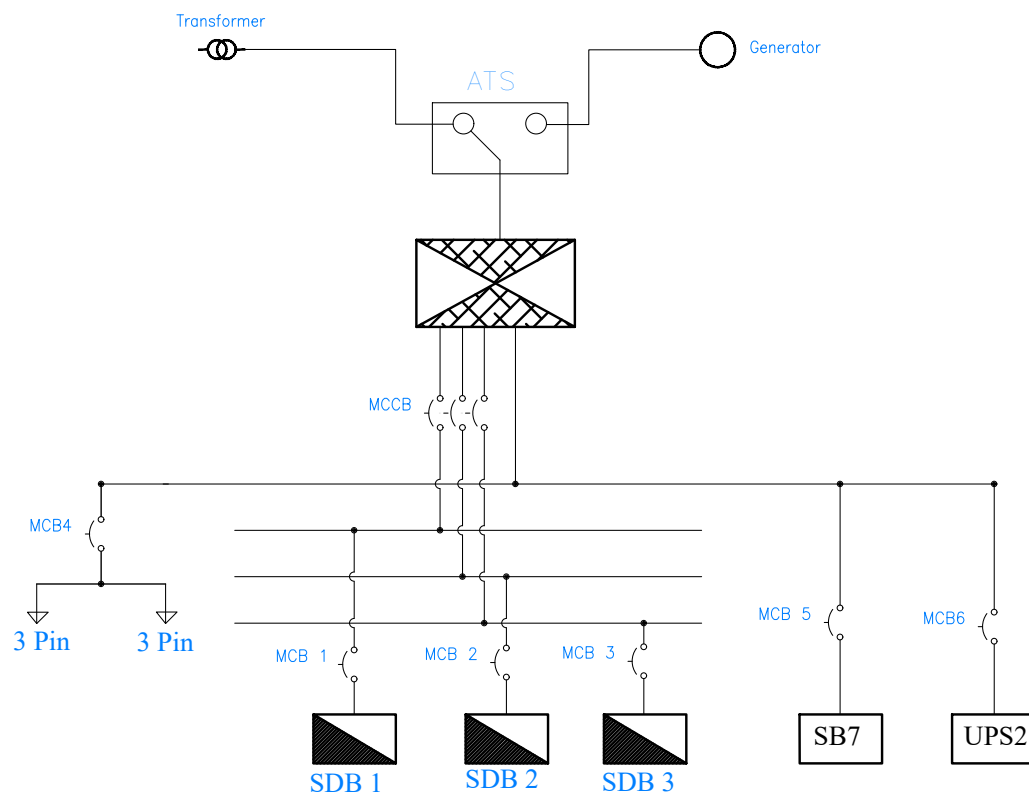 Transformer
Generator
ATS
MCCB
MCB4
3 Pin
3 Pin
MCB 1
MCB 2
MCB 3
MCB 5
MCB6
SDB 1
SDB 2
SDB 3
SB7
UPS2